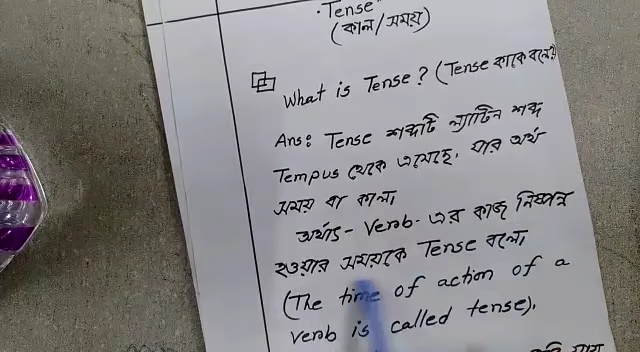 ·Tense"
(কাল/সময়)
What is Tense? (Tense কাকে বলে?)
Ans: Tense শব্দটি ল্যাটিন শব্দ
Tempus থেকে এসেছে, যার অর্থ
সময় বা কাল।
অর্থাৎ - Verb-এর কাজ নিষ্পন্ন
হওয়ার সময়কে Tense বলে।
(The time of action of a
verb is called tense).